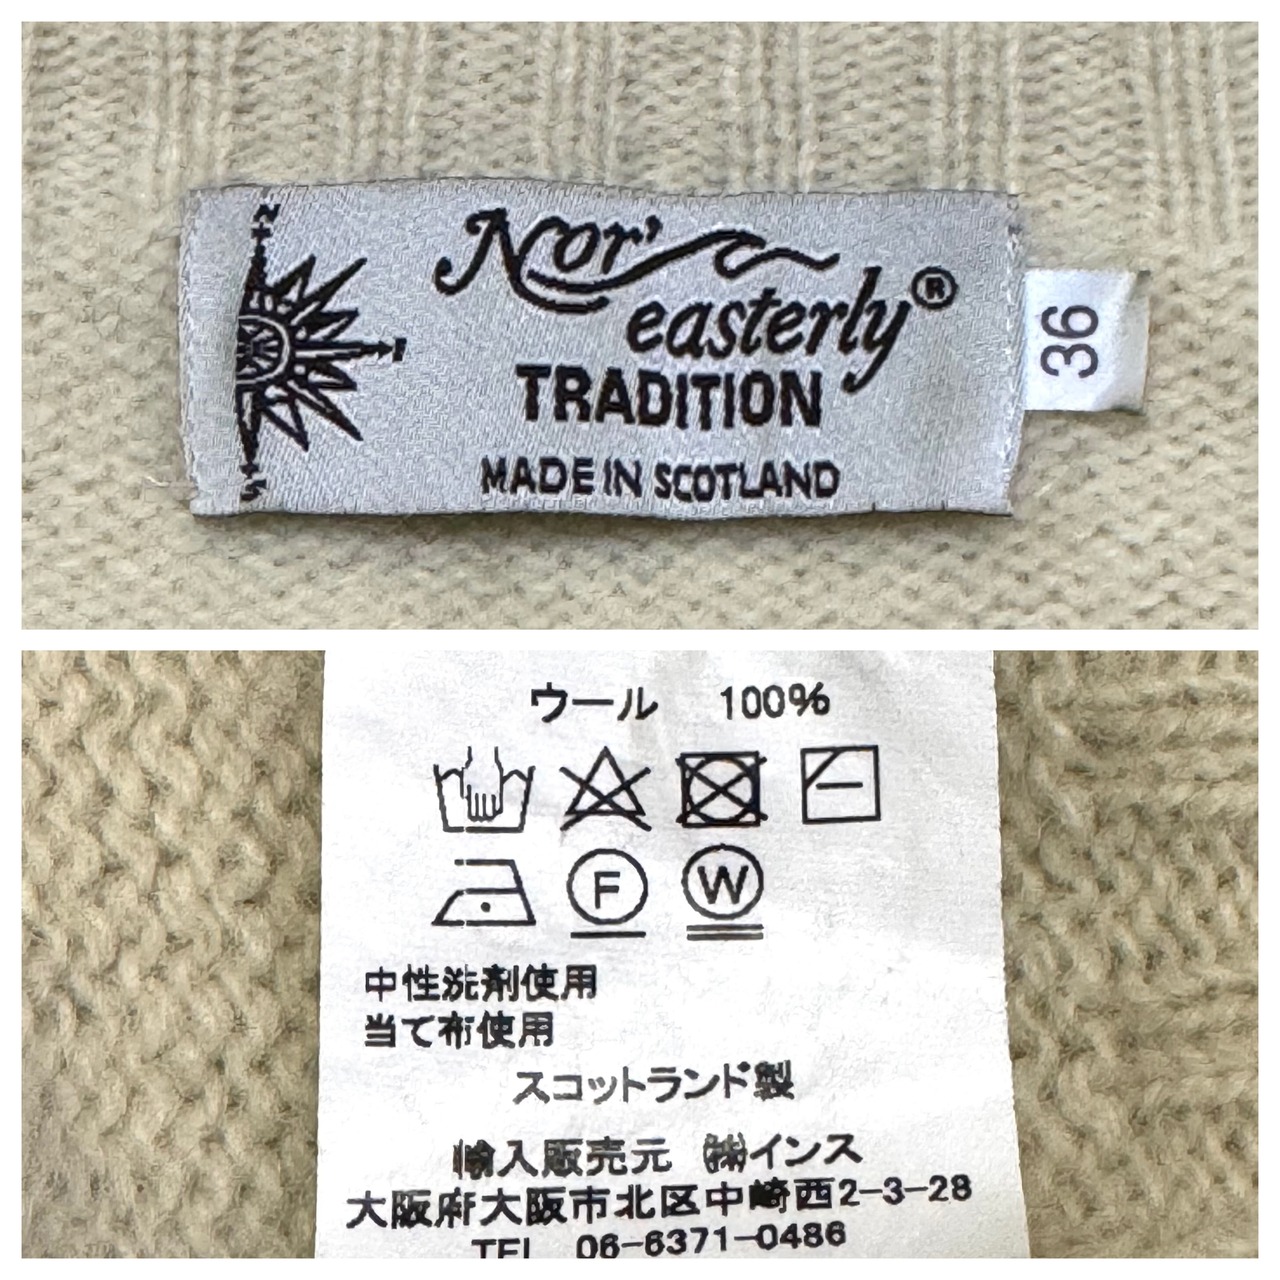 Nor'
easterly®
TRADITION
MADE IN SCOTLAND
36
ウール 100%
F W
中性洗剤使用
当て布使用
スコットランド製
輸入販売元 ㈱インス
大阪府大阪市北区中崎西2-3-28
TEL 06-6371-0486